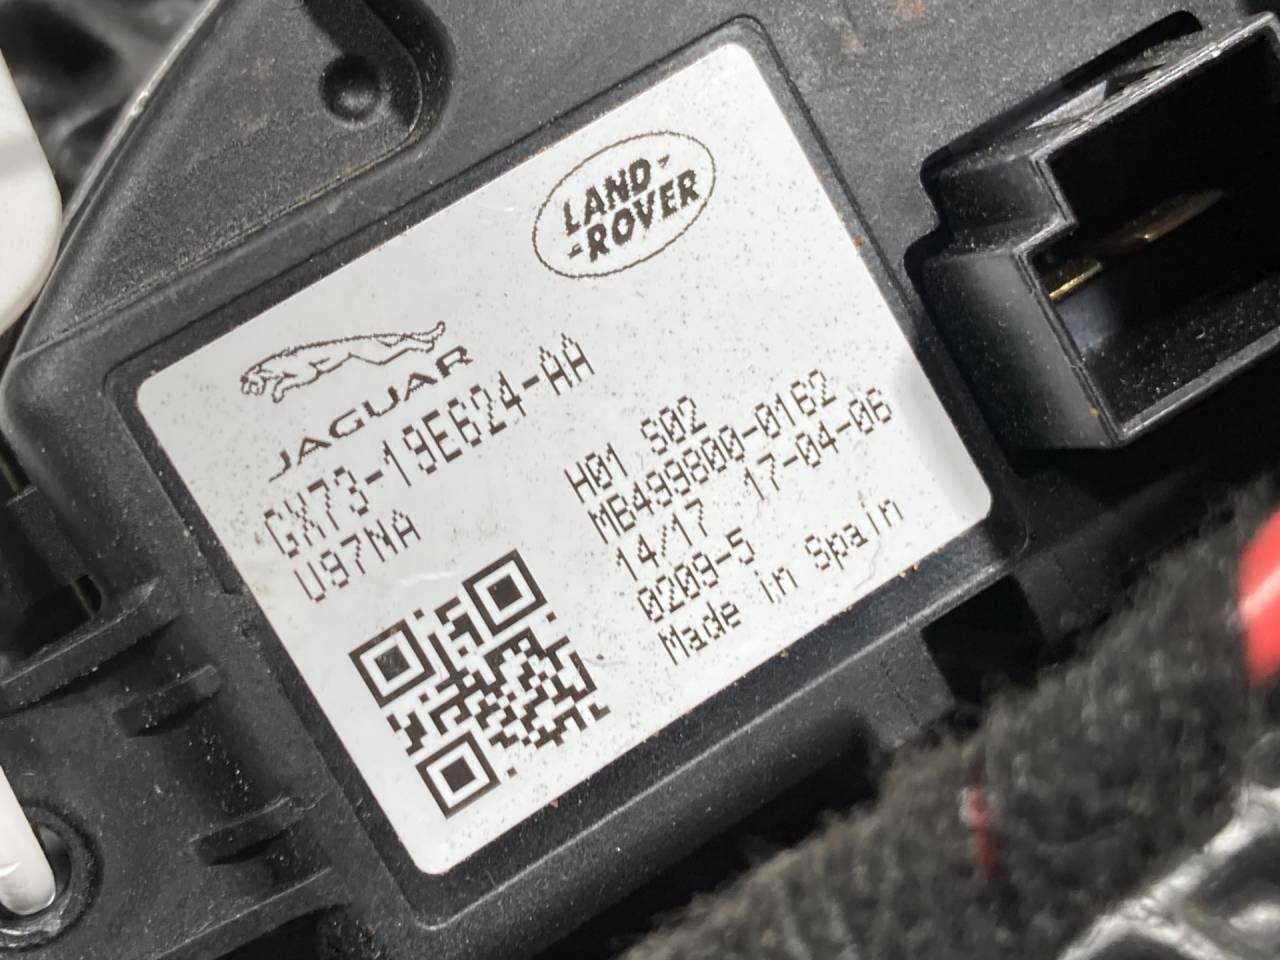 LAND-
-ROVER
JAGUAR
GX73-19E624-AA
U97NA
H01 S02
MB499800-0162
14/17 17-04-06
0209-5
Made in Spain